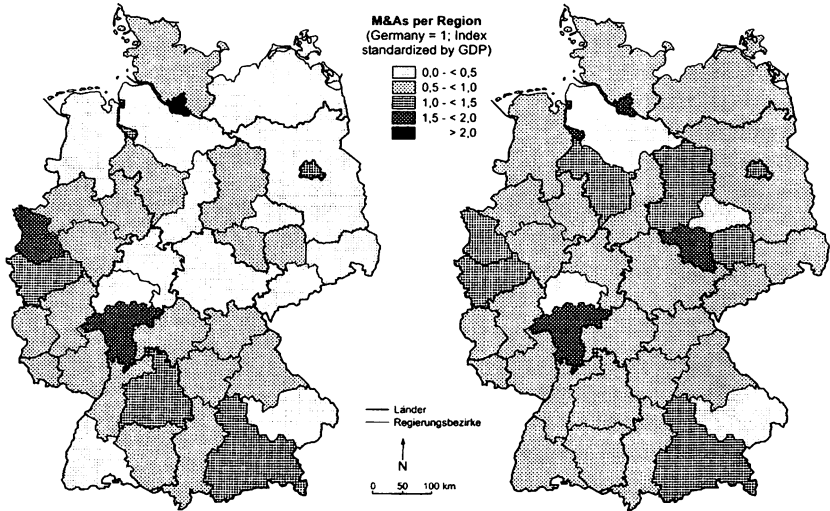 M&As per Region
(Germany = 1; Index
standardized by GDP)
0,0 - < 0,5
0,5 - < 1,0
1,0 - < 1,5
1,5 - < 2,0
> 2,0
Länder
Regierungsbezirke
N
0 50 100 km